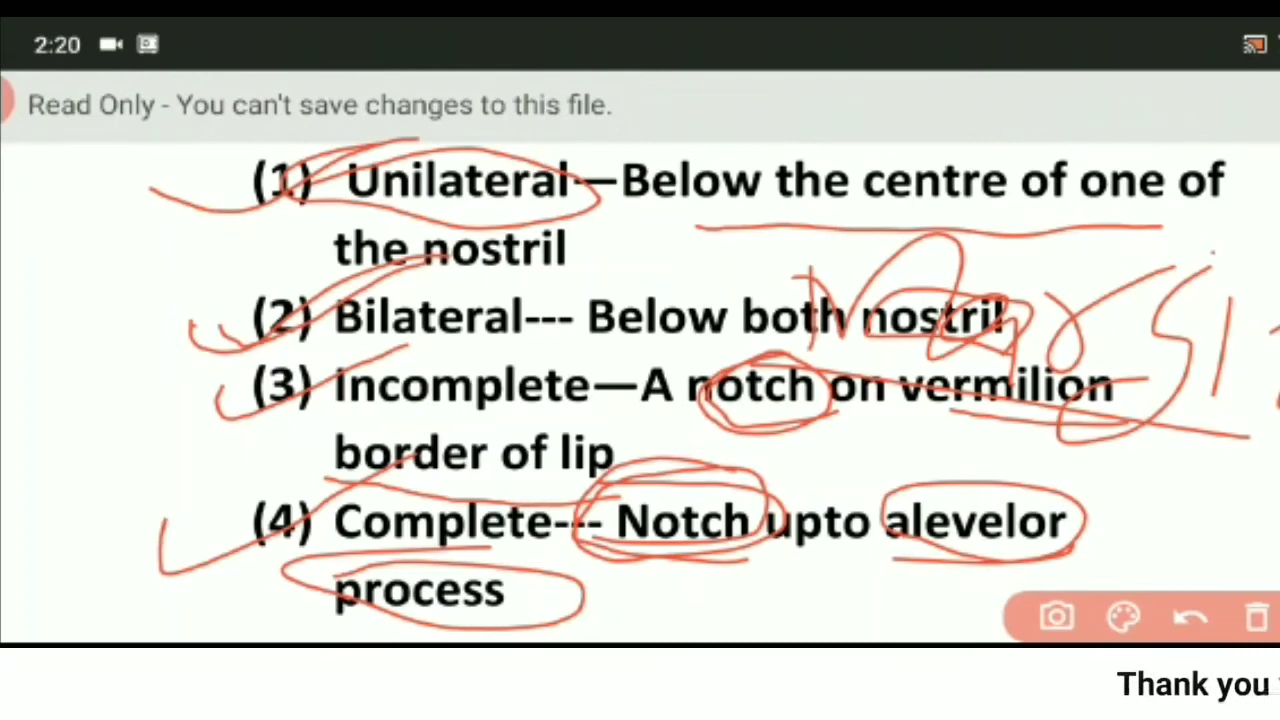 2:20
Read Only - You can't save changes to this file.
(1) Unilateral—Below the centre of one of
the nostril
(2) Bilateral--- Below both nostril
(3) Incomplete—A notch on vermilion
border of lip
(4) Complete--- Notch upto alevelor
process
Thank you